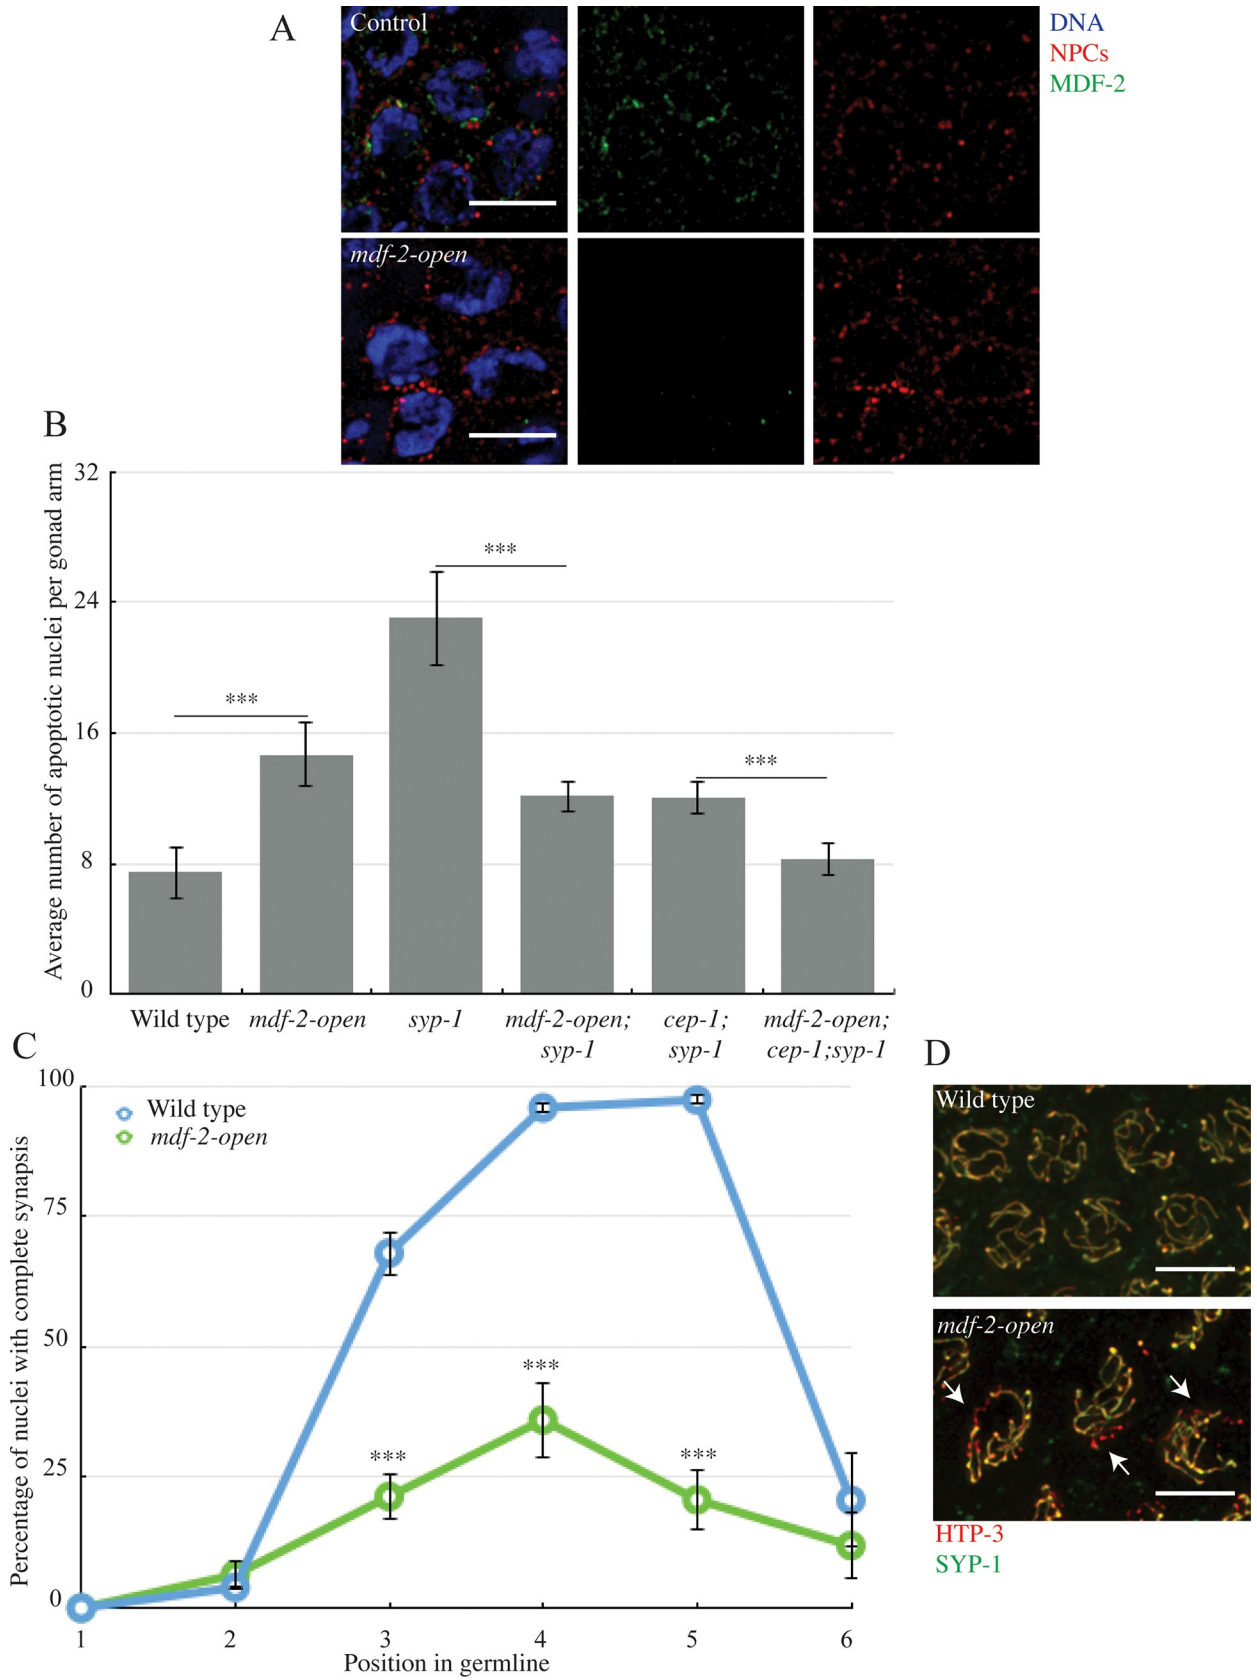 A
Control
DNA
NPCs
MDF-2
mdf-2-open
B
Average number of apoptotic nuclei per gonad arm
32
24
16
8
0
***
***
***
Wild type
mdf-2-open
syp-1
mdf-2-open;
syp-1
cep-1;
syp-1
mdf-2-open;
cep-1;syp-1
C
Percentage of nuclei with complete synapsis
100
75
50
25
0
Wild type
mdf-2-open
***
***
***
1
2
3
4
5
6
Position in germline
D
Wild type
mdf-2-open
HTP-3
SYP-1